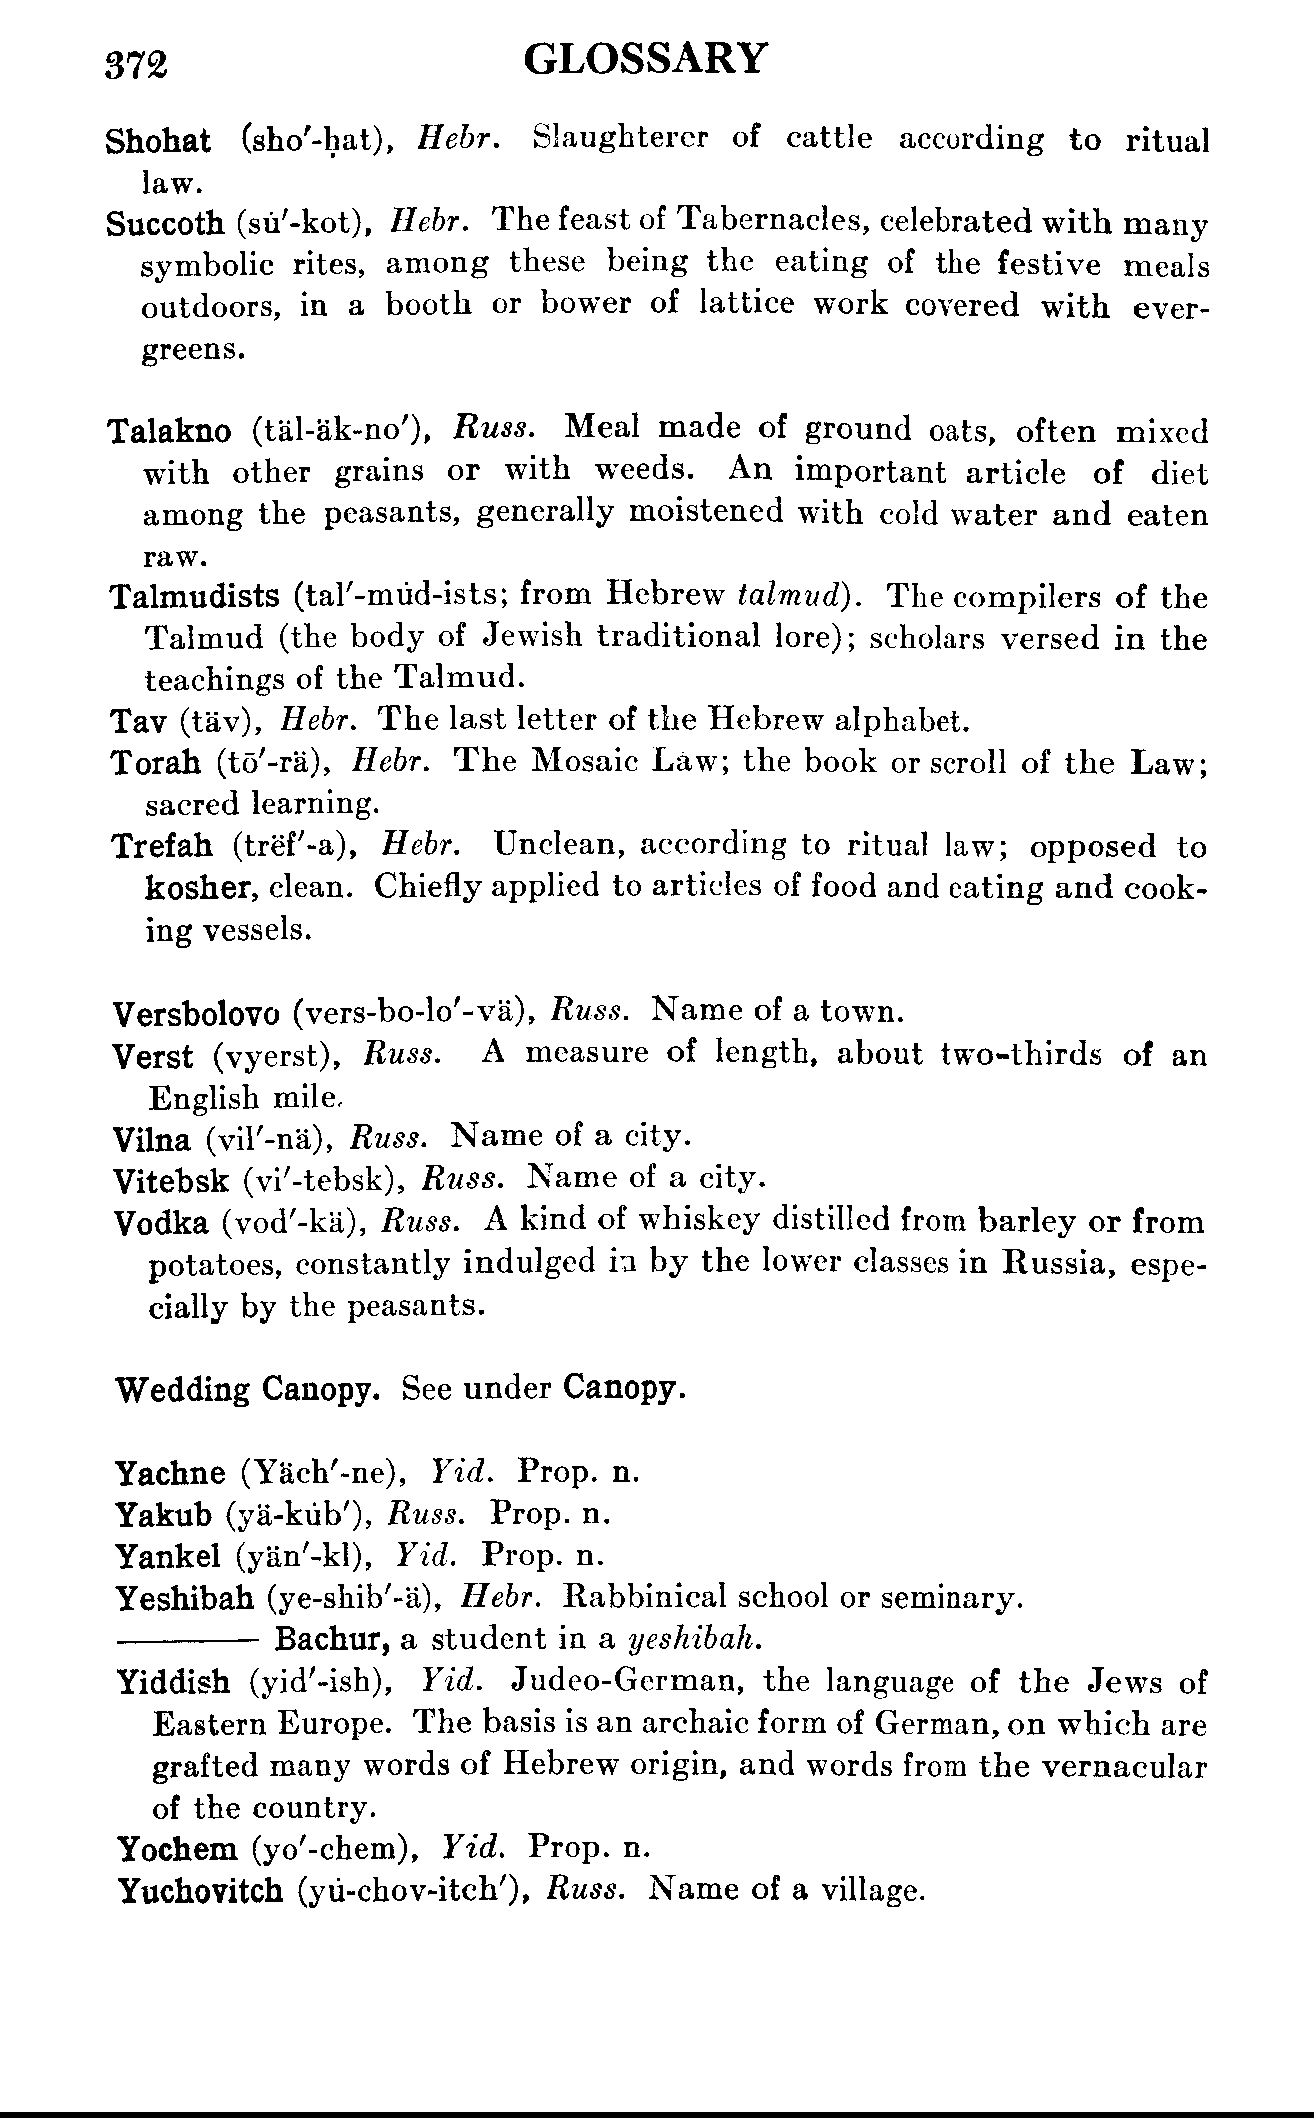 372 GLOSSARY
Shohat (sho′-ḥat), Hebr. Slaughterer of cattle according to ritual
law.
Succoth (su̇′-kot), Hebr. The feast of Tabernacles, celebrated with many
symbolic rites, among these being the eating of the festive meals
outdoors, in a booth or bower of lattice work covered with ever-
greens.
Talakno (täl-äk-no′), Russ. Meal made of ground oats, often mixed
with other grains or with weeds. An important article of diet
among the peasants, generally moistened with cold water and eaten
raw.
Talmudists (tal′-mu̇d-ists; from Hebrew talmud). The compilers of the
Talmud (the body of Jewish traditional lore); scholars versed in the
teachings of the Talmud.
Tav (täv), Hebr. The last letter of the Hebrew alphabet.
Torah (tō′-rä), Hebr. The Mosaic Law; the book or scroll of the Law;
sacred learning.
Trefah (trëf′-a), Hebr. Unclean, according to ritual law; opposed to
kosher, clean. Chiefly applied to articles of food and eating and cook-
ing vessels.
Versbolovo (vers-bo-lo′-vä), Russ. Name of a town.
Verst (vyerst), Russ. A measure of length, about two-thirds of an
English mile.
Vilna (vil′-nä), Russ. Name of a city.
Vitebsk (vi′-tebsk), Russ. Name of a city.
Vodka (vod′-kä), Russ. A kind of whiskey distilled from barley or from
potatoes, constantly indulged in by the lower classes in Russia, espe-
cially by the peasants.
Wedding Canopy. See under Canopy.
Yachne (Yäch′-ne), Yid. Prop. n.
Yakub (yä-ku̇b′), Russ. Prop. n.
Yankel (yän′-kl), Yid. Prop. n.
Yeshibah (ye-shib′-ä), Hebr. Rabbinical school or seminary.
——— Bachur, a student in a yeshibah.
Yiddish (yid′-ish), Yid. Judeo-German, the language of the Jews of
Eastern Europe. The basis is an archaic form of German, on which are
grafted many words of Hebrew origin, and words from the vernacular
of the country.
Yochem (yo′-chem), Yid. Prop. n.
Yuchovitch (yu̇-chov-itch′), Russ. Name of a village.